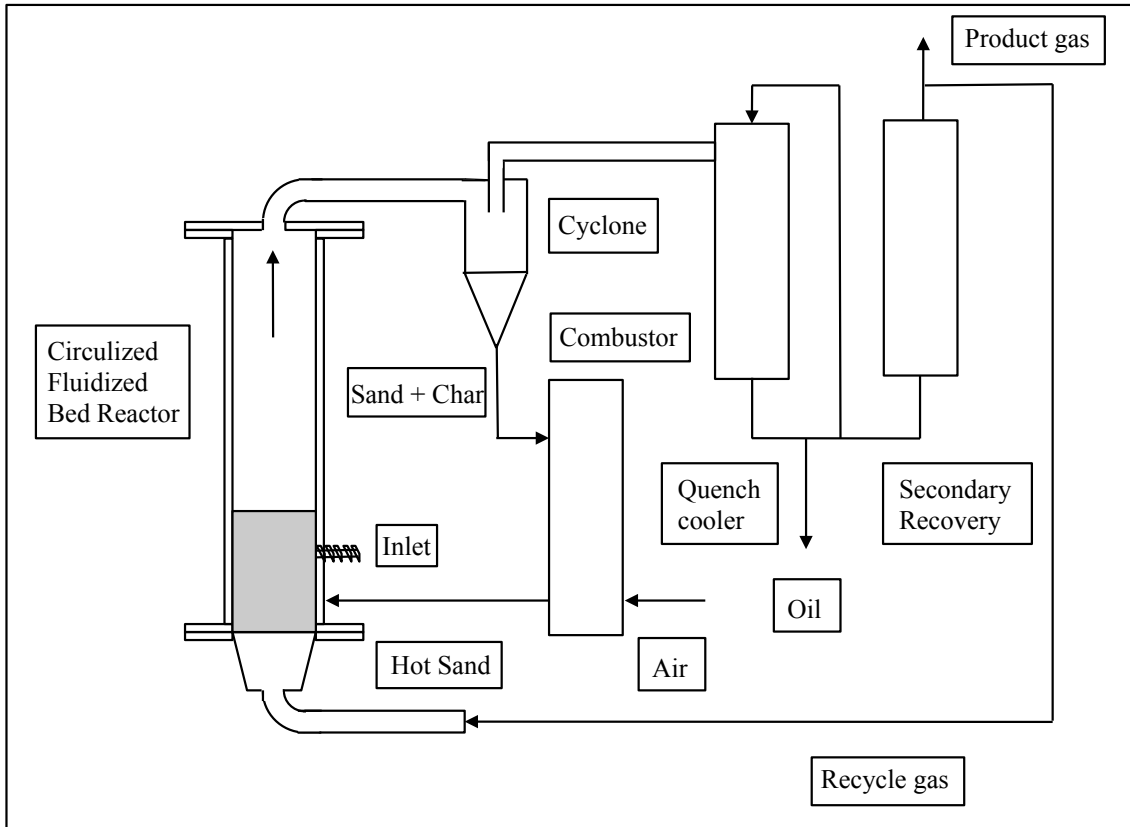 Product gas
Cyclone
Combustor
Circulized
Fluidized
Bed Reactor
Sand + Char
Quench
cooler
Secondary
Recovery
Inlet
Oil
Hot Sand
Air
Recycle gas